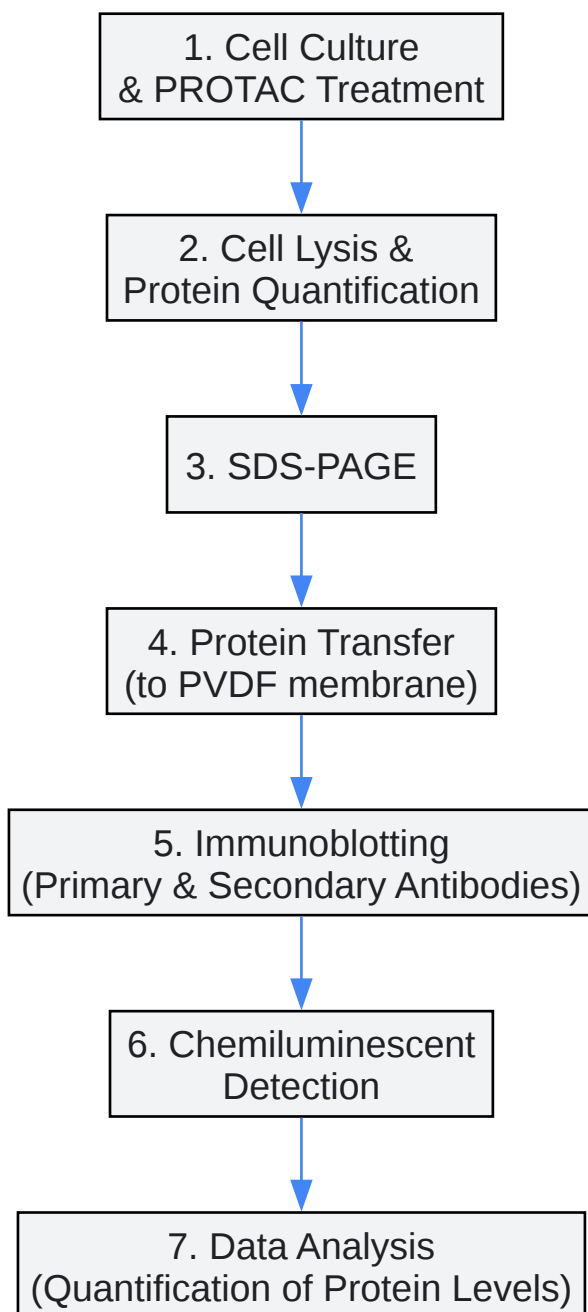 1. Cell Culture
& PROTAC Treatment
2. Cell Lysis &
Protein Quantification
3. SDS-PAGE
4. Protein Transfer
(to PVDF membrane)
5. Immunoblotting
(Primary & Secondary Antibodies)
6. Chemiluminescent
Detection
7. Data Analysis
(Quantification of Protein Levels)